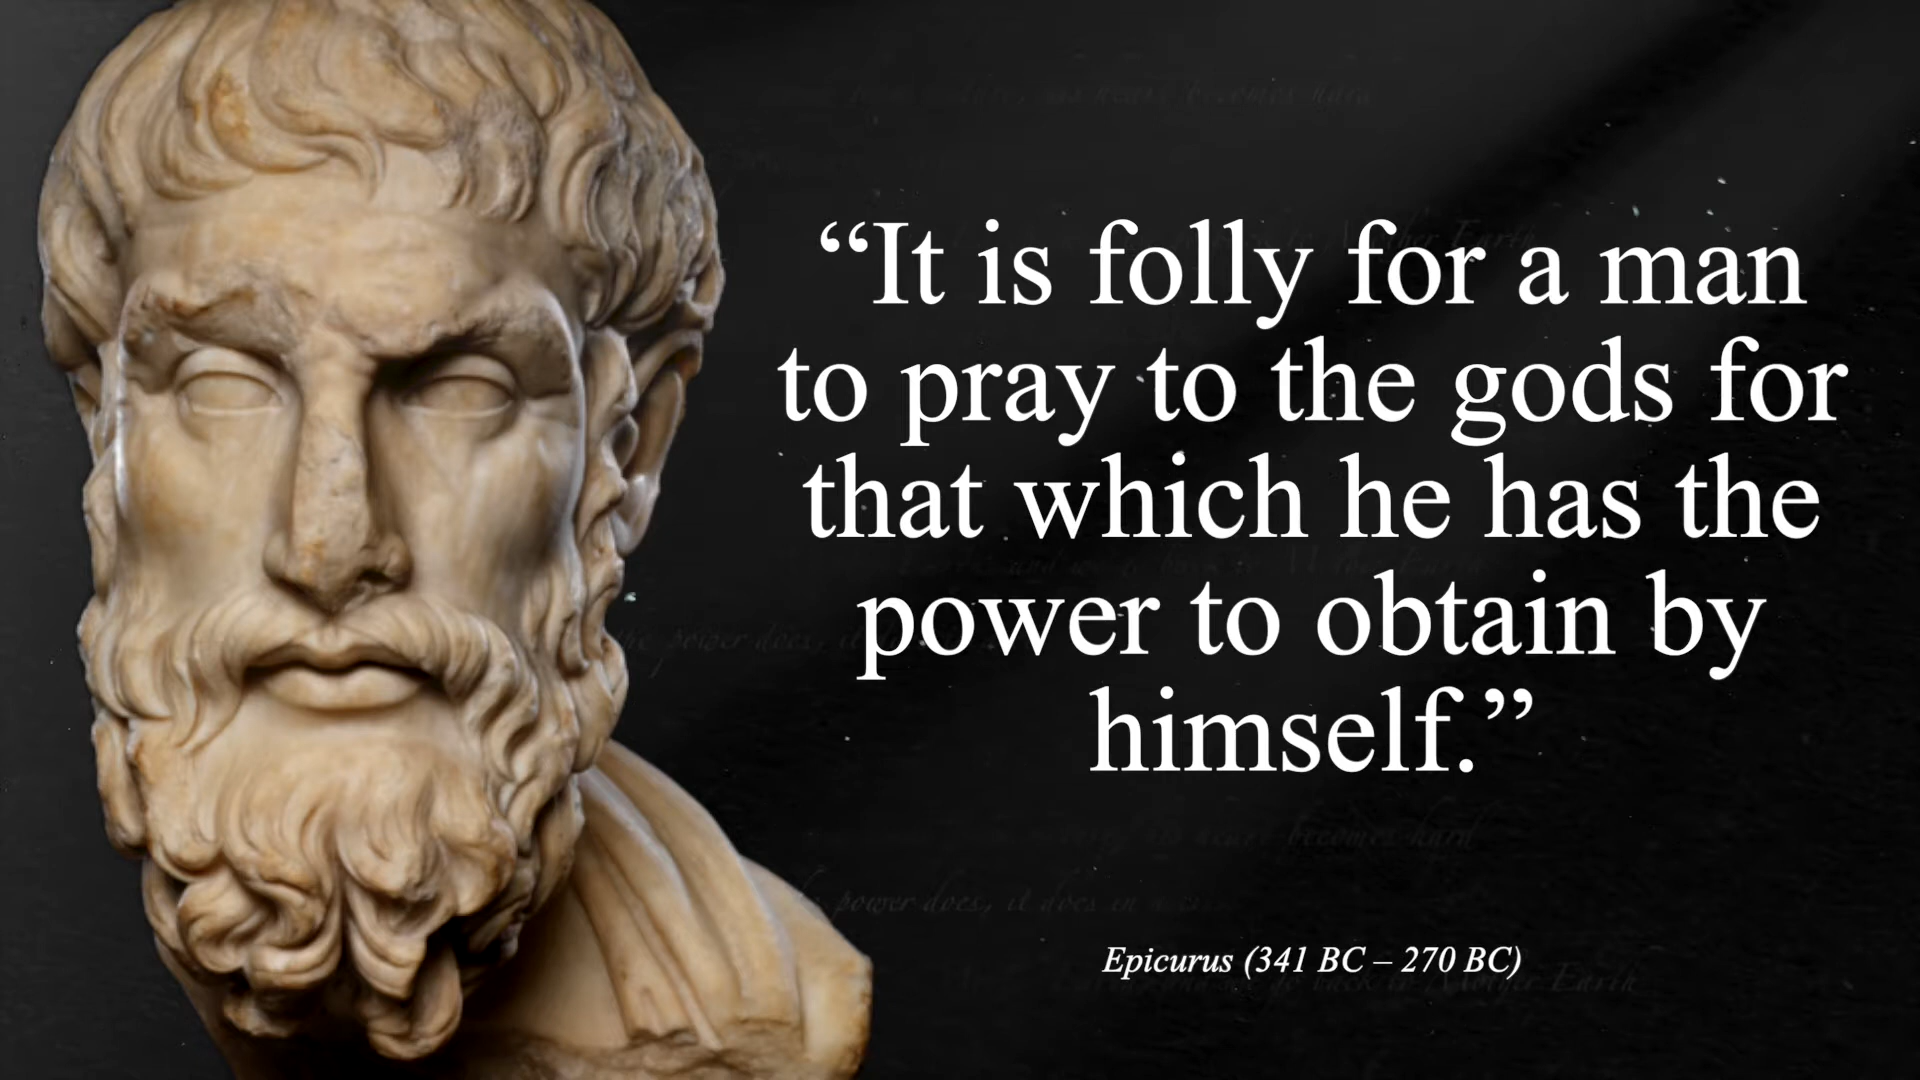 “It is folly for a man
to pray to the gods for
that which he has the
power to obtain by
himself.”
Epicurus (341 BC – 270 BC)